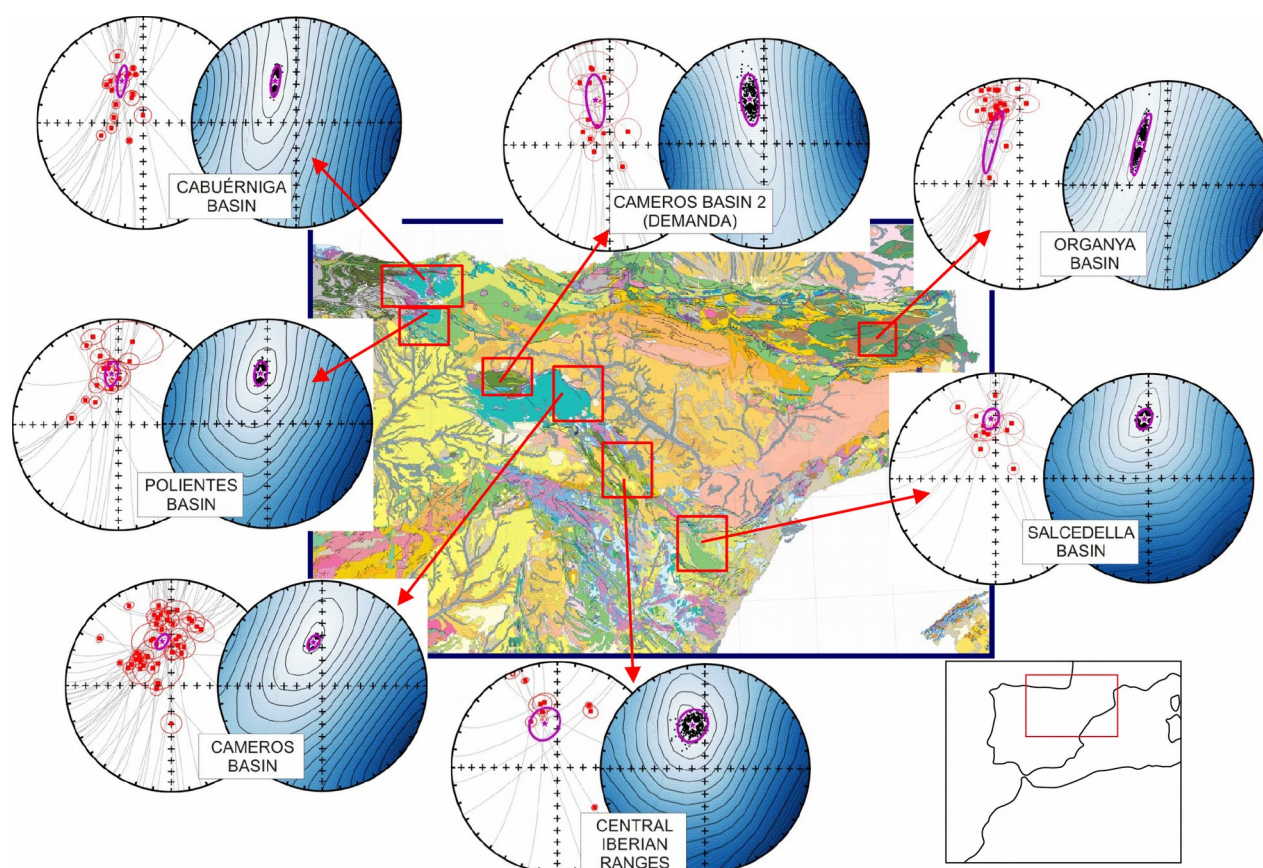 CABUÉRNIGA
BASIN
CAMEROS BASIN 2
(DEMANDA)
ORGANYA
BASIN
POLIENTES
BASIN
SALCEDELLA
BASIN
CAMEROS
BASIN
CENTRAL
IBERIAN
RANGES